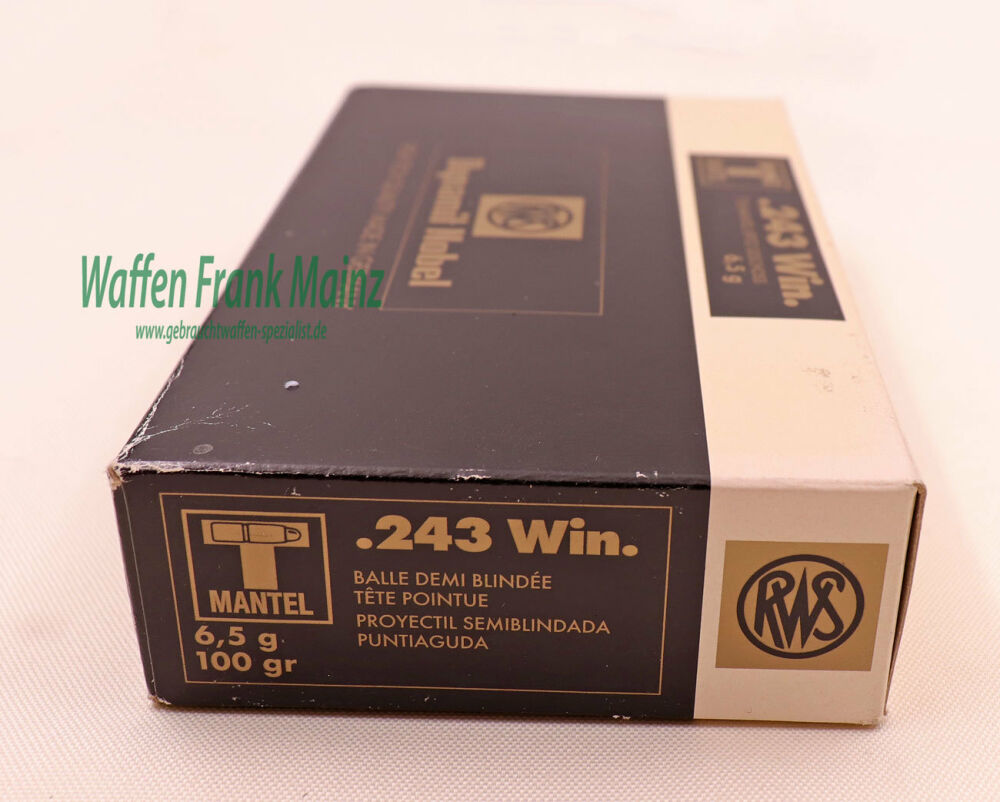 Dynamit Nobel
RWS
T
.243 Win.
6,5 g
Waffen Frank Mainz
www.gebrauchtwaffen-spezialist.de
T
MANTEL
6,5 g
100 gr
.243 Win.
BALLE DEMI BLINDÉE
TÊTE POINTUE
PROYECTIL SEMIBLINDADA
PUNTIAGUDA
RWS